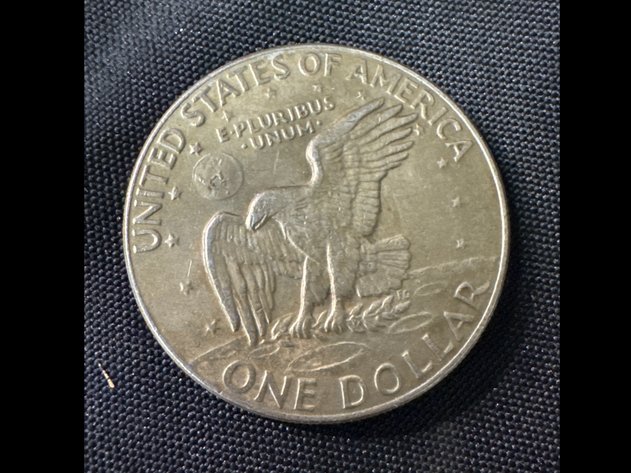 UNITED STATES OF AMERICA
E·PLURIBUS
·UNUM·
ONE DOLLAR